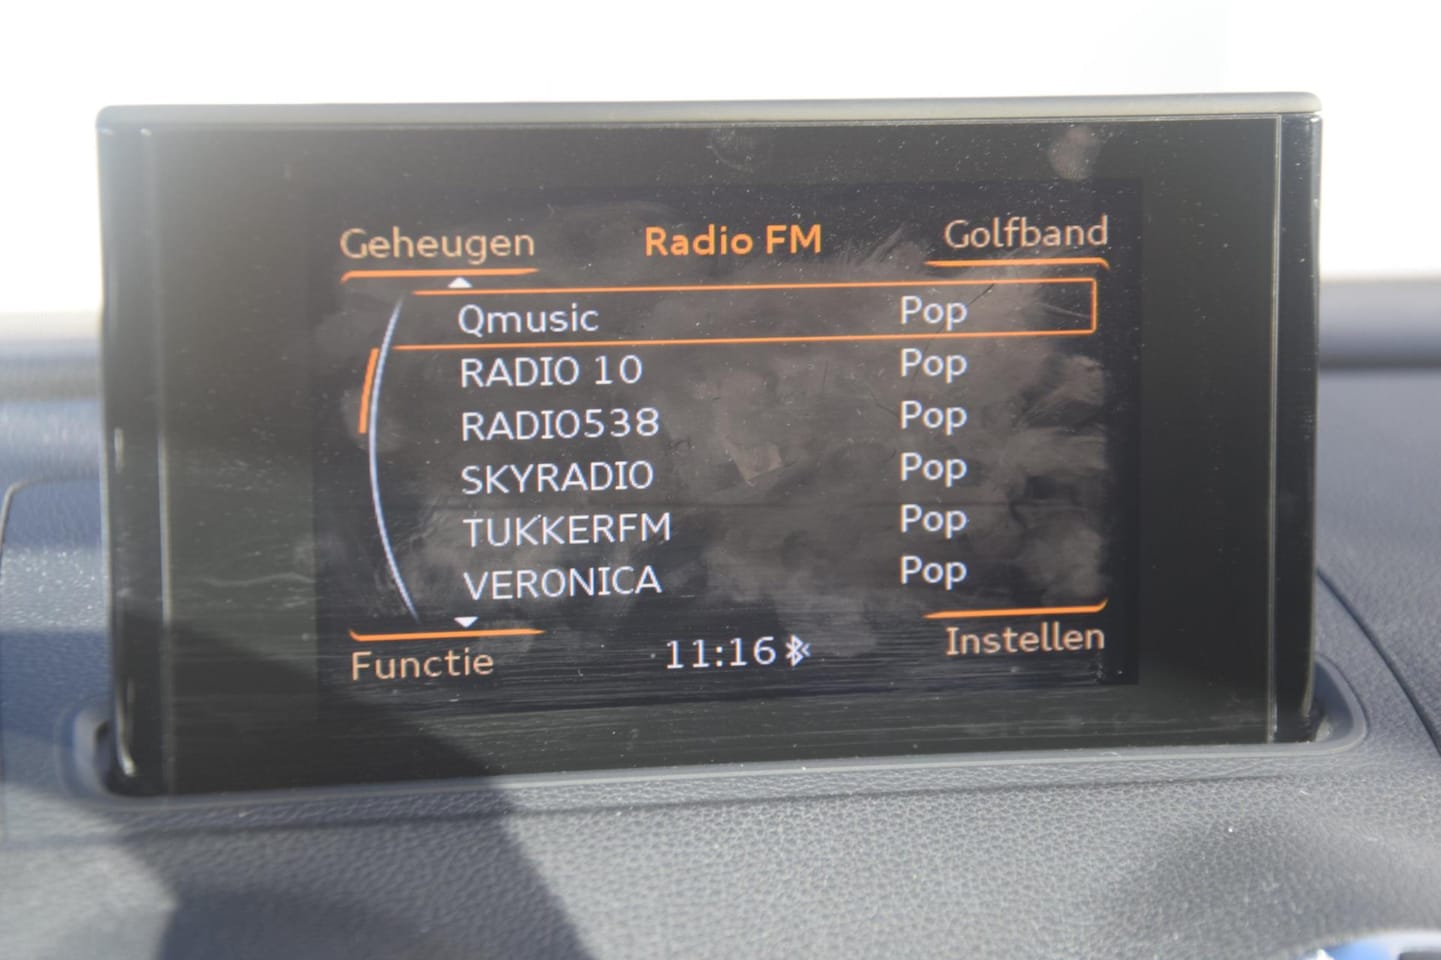 Geheugen Radio FM Golfband
Qmusic Pop
RADIO 10 Pop
RADIO538 Pop
SKYRADIO Pop
TUKKERFM Pop
VERONICA Pop
Functie 11:16 Instellen